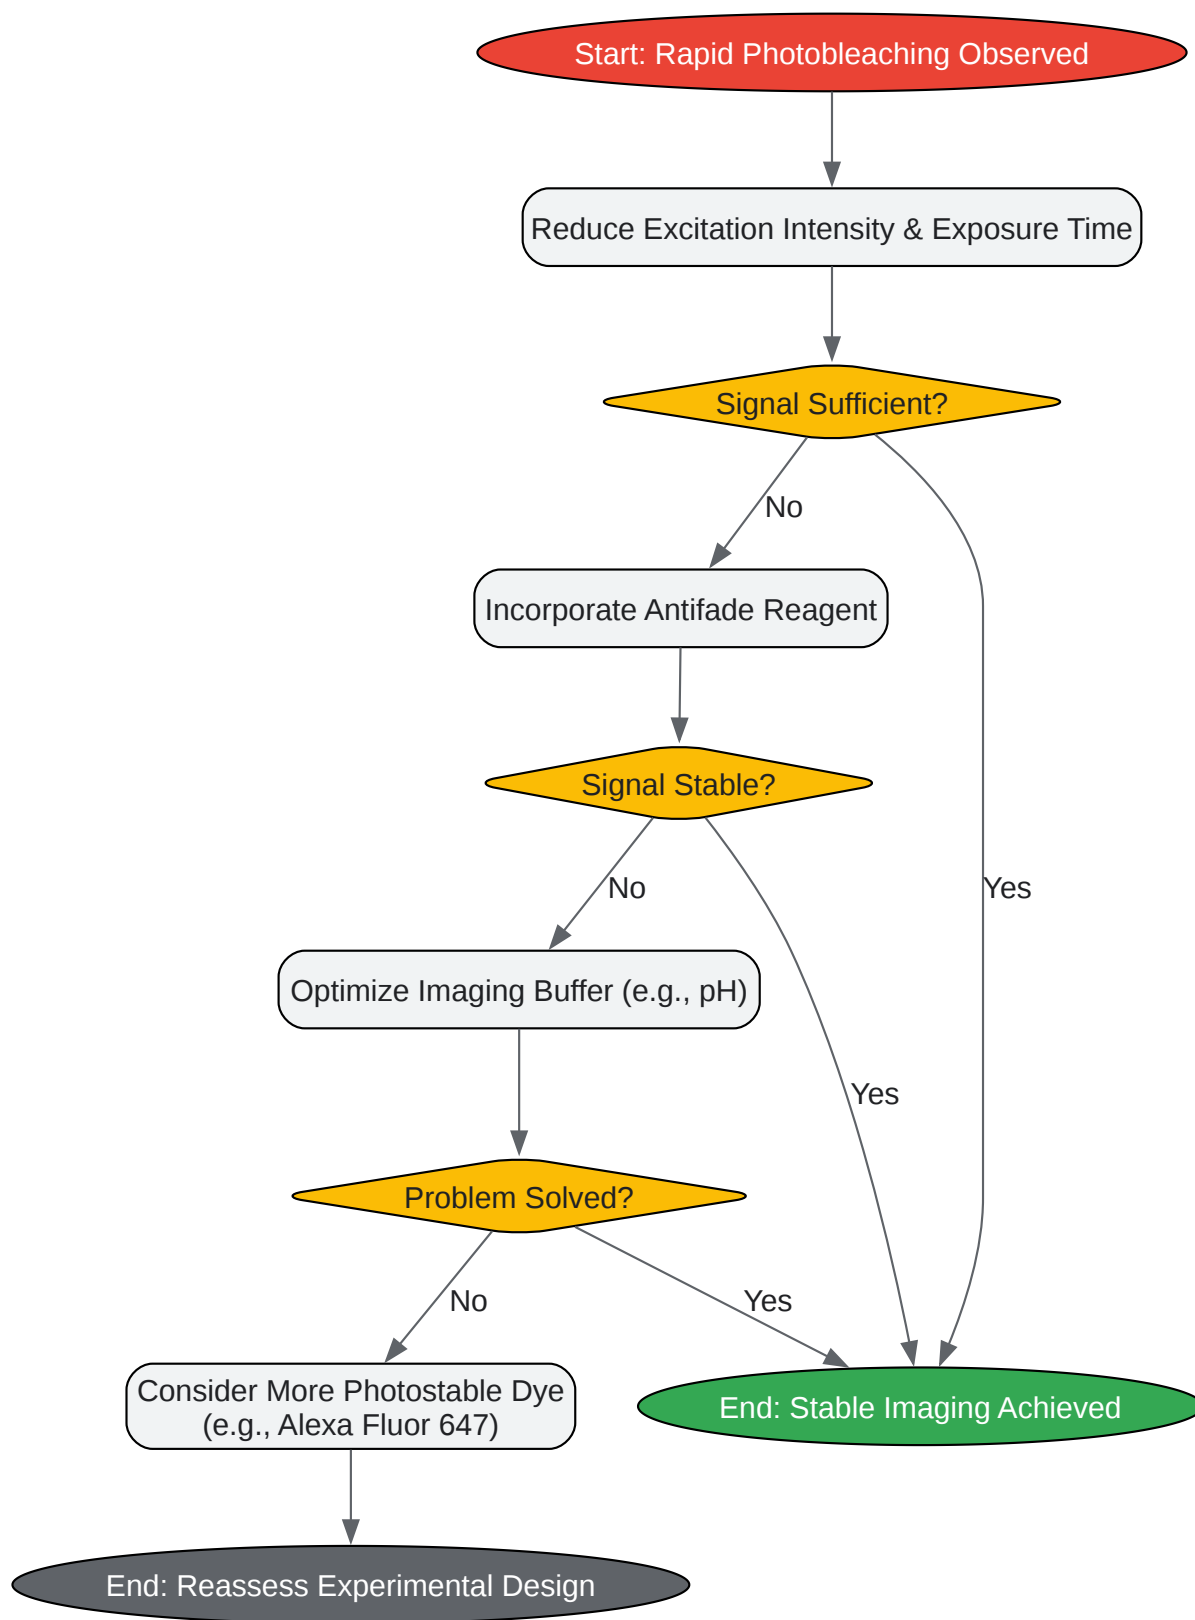 Start: Rapid Photobleaching Observed
Reduce Excitation Intensity & Exposure Time
Signal Sufficient?
No
Incorporate Antifade Reagent
Signal Stable?
No
Yes
Optimize Imaging Buffer (e.g., pH)
Yes
Problem Solved?
No
Yes
Consider More Photostable Dye
(e.g., Alexa Fluor 647)
End: Stable Imaging Achieved
End: Reassess Experimental Design